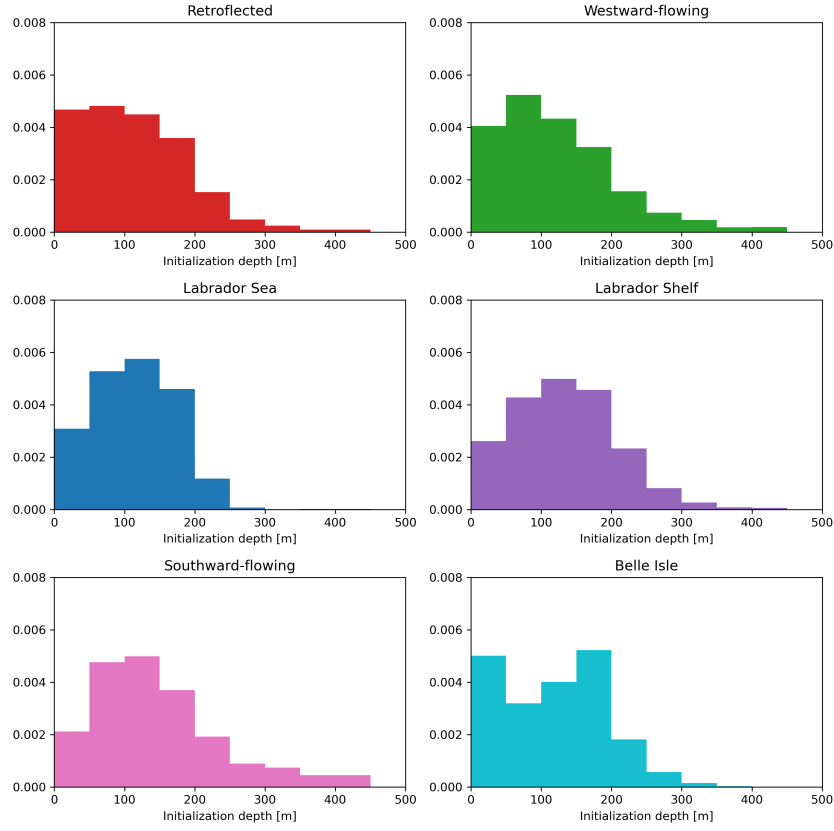 Retroflected
0.008
0.006
0.004
0.002
0.000
0 100 200 300 400 500
Initialization depth [m]
Westward-flowing
0.008
0.006
0.004
0.002
0.000
0 100 200 300 400 500
Initialization depth [m]
Labrador Sea
0.008
0.006
0.004
0.002
0.000
0 100 200 300 400 500
Initialization depth [m]
Labrador Shelf
0.008
0.006
0.004
0.002
0.000
0 100 200 300 400 500
Initialization depth [m]
Southward-flowing
0.008
0.006
0.004
0.002
0.000
0 100 200 300 400 500
Initialization depth [m]
Belle Isle
0.008
0.006
0.004
0.002
0.000
0 100 200 300 400 500
Initialization depth [m]